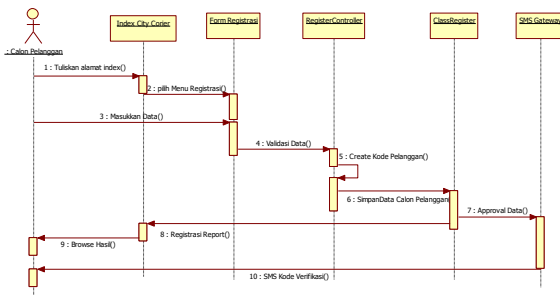 Index City Corier
Form Registrasi
RegisterController
ClassRegister
SMS Gateway
: Calon Pelanggan
1 : Tuliskan alamat index()
2 : pilih Menu Registrasi()
3 : Masukkan Data()
4 : Validasi Data()
5 : Create Kode Pelanggan()
6 : SimpanData Calon Pelanggan
7 : Approval Data()
8 : Registrasi Report()
9 : Browse Hasil()
10 : SMS Kode Verifikasi()